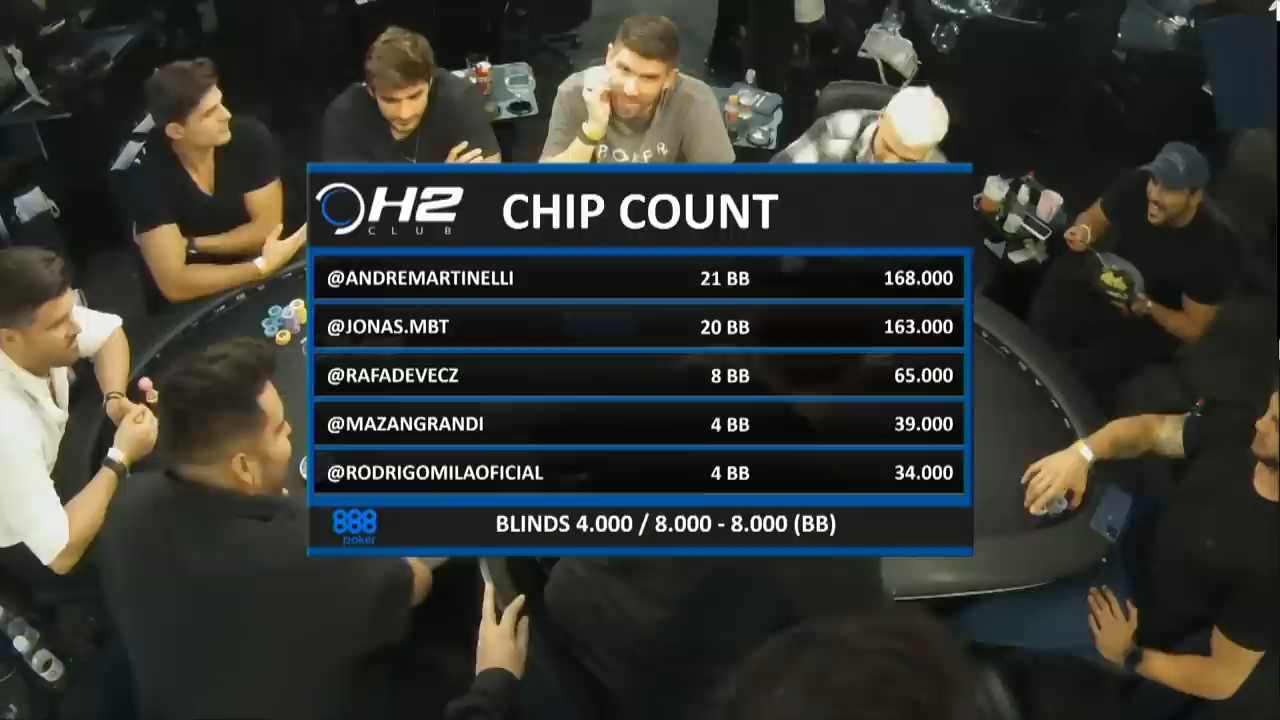 POKER
H2
CLUB
CHIP COUNT
@ANDREMARTINELLI 21 BB 168.000
@JONAS.MBT 20 BB 163.000
@RAFADEVECZ 8 BB 65.000
@MAZANGRANDI 4 BB 39.000
@RODRIGOMILAOFICIAL 4 BB 34.000
888
poker
BLINDS 4.000 / 8.000 - 8.000 (BB)